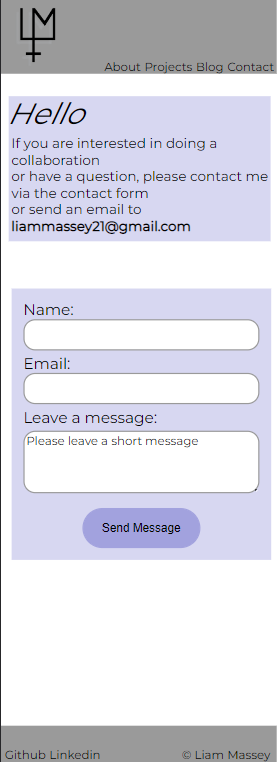 LM
About Projects Blog Contact
Hello
If you are interested in doing a
collaboration
or have a question, please contact me
via the contact form
or send an email to
liammassey21@gmail.com
Name:
Email:
Leave a message:
Please leave a short message
Send Message
Github Linkedin © Liam Massey